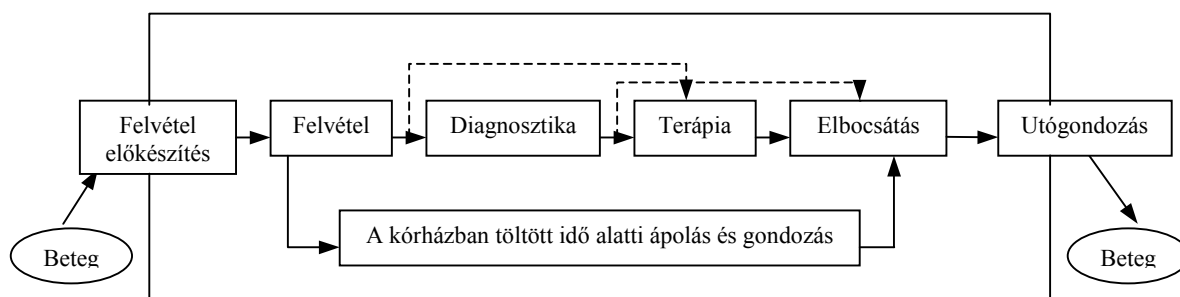 Felvétel
előkészítés
Felvétel
Diagnosztika
Terápia
Elbocsátás
Utógondozás
A kórházban töltött idő alatti ápolás és gondozás
Beteg
Beteg